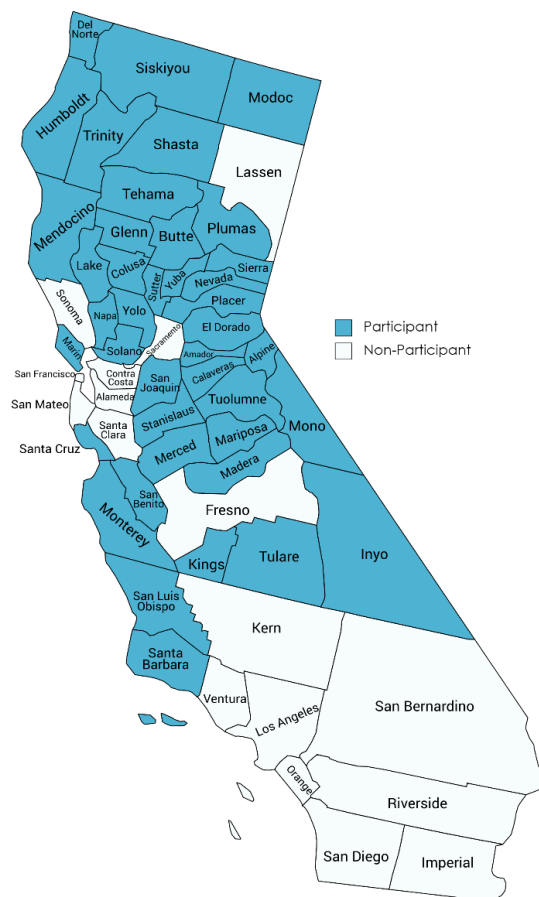 Del
Norte
Siskiyou
Modoc
Humboldt
Trinity
Shasta
Lassen
Tehama
Mendocino
Plumas
Glenn
Butte
Lake
Colusa
Sutter
Yuba
Nevada
Sierra
Placer
Sonoma
Napa
Yolo
Sacramento
El Dorado
Participant
Non-Participant
Marin
Solano
Amador
Alpine
San Francisco
Contra
Costa
San
Joaquin
Calaveras
San Mateo
Alameda
Tuolumne
Mono
Santa
Clara
Stanislaus
Santa Cruz
Mariposa
Merced
Madera
San
Benito
Fresno
Monterey
Kings
Tulare
Inyo
San Luis
Obispo
Kern
Santa
Barbara
Ventura
San Bernardino
Los Angeles
Orange
Riverside
San Diego
Imperial